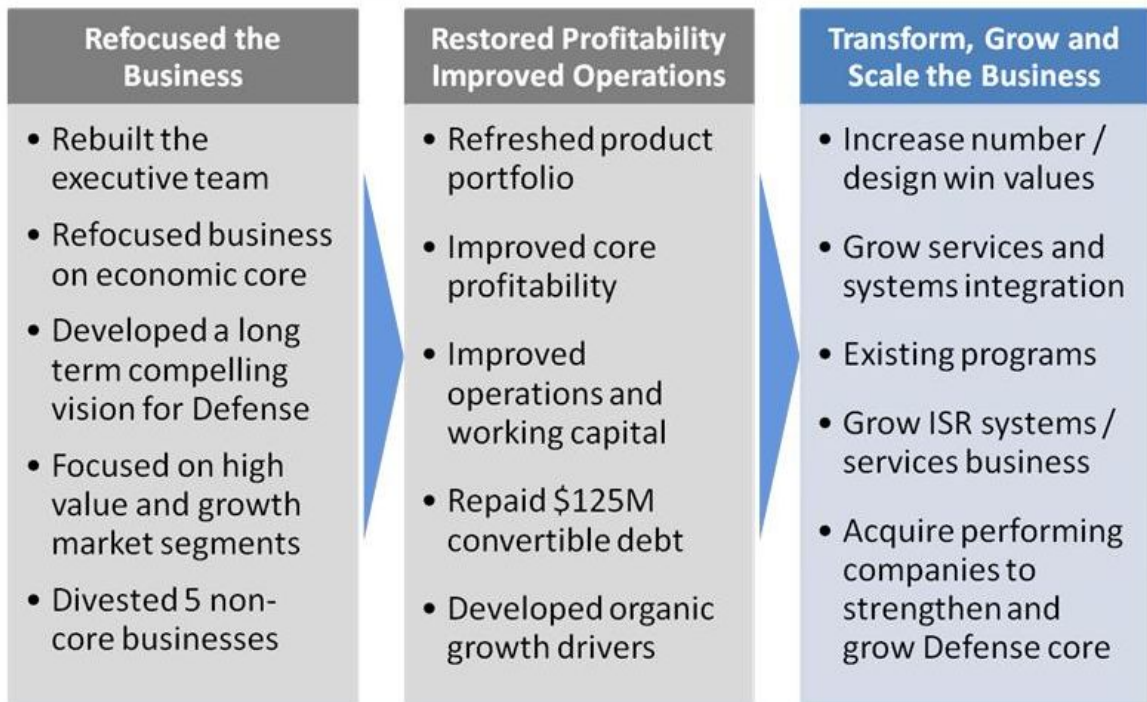 Refocused the
Business
• Rebuilt the
executive team
• Refocused business
on economic core
• Developed a long
term compelling
vision for Defense
• Focused on high
value and growth
market segments
• Divested 5 non-
core businesses
Restored Profitability
Improved Operations
• Refreshed product
portfolio
• Improved core
profitability
• Improved
operations and
working capital
• Repaid $125M
convertible debt
• Developed organic
growth drivers
Transform, Grow and
Scale the Business
• Increase number /
design win values
• Grow services and
systems integration
• Existing programs
• Grow ISR systems /
services business
• Acquire performing
companies to
strengthen and
grow Defense core